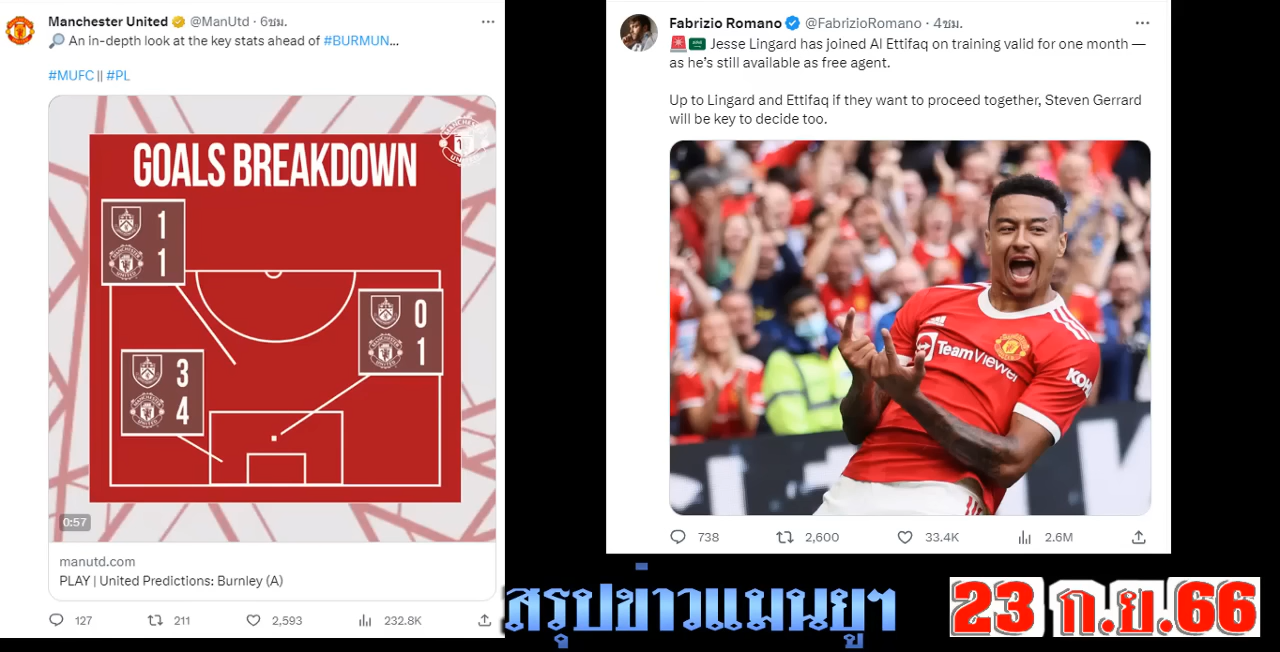 Manchester United @ManUtd · 6ชม.
🔎 An in-depth look at the key stats ahead of #BURMUN...
#MUFC || #PL
GOALS BREAKDOWN
1
1
0
1
3
4
0:57
manutd.com
PLAY | United Predictions: Burnley (A)
127 211 2,593 232.8K
Fabrizio Romano @FabrizioRomano · 4ชม.
🚨🇸🇦 Jesse Lingard has joined Al Ettifaq on training valid for one month —
as he's still available as free agent.
Up to Lingard and Ettifaq if they want to proceed together, Steven Gerrard
will be key to decide too.
TeamViewer
KOH
738 2,600 33.4K 2.6M
สรุปข่าวแมนยูฯ
23 ก.ย.66